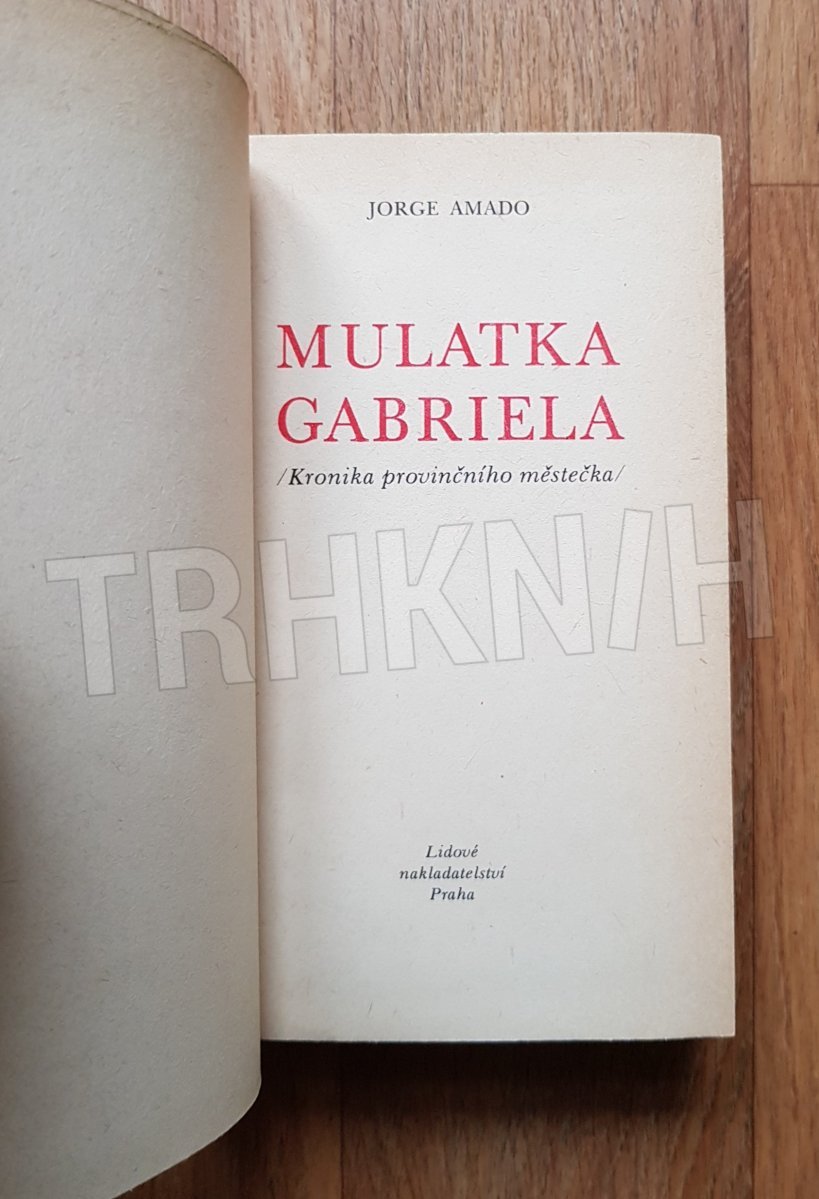 JORGE AMADO
MULATKA
GABRIELA
/Kronika provinčního městečka/
TRHKNIH
Lidové
nakladatelství
Praha